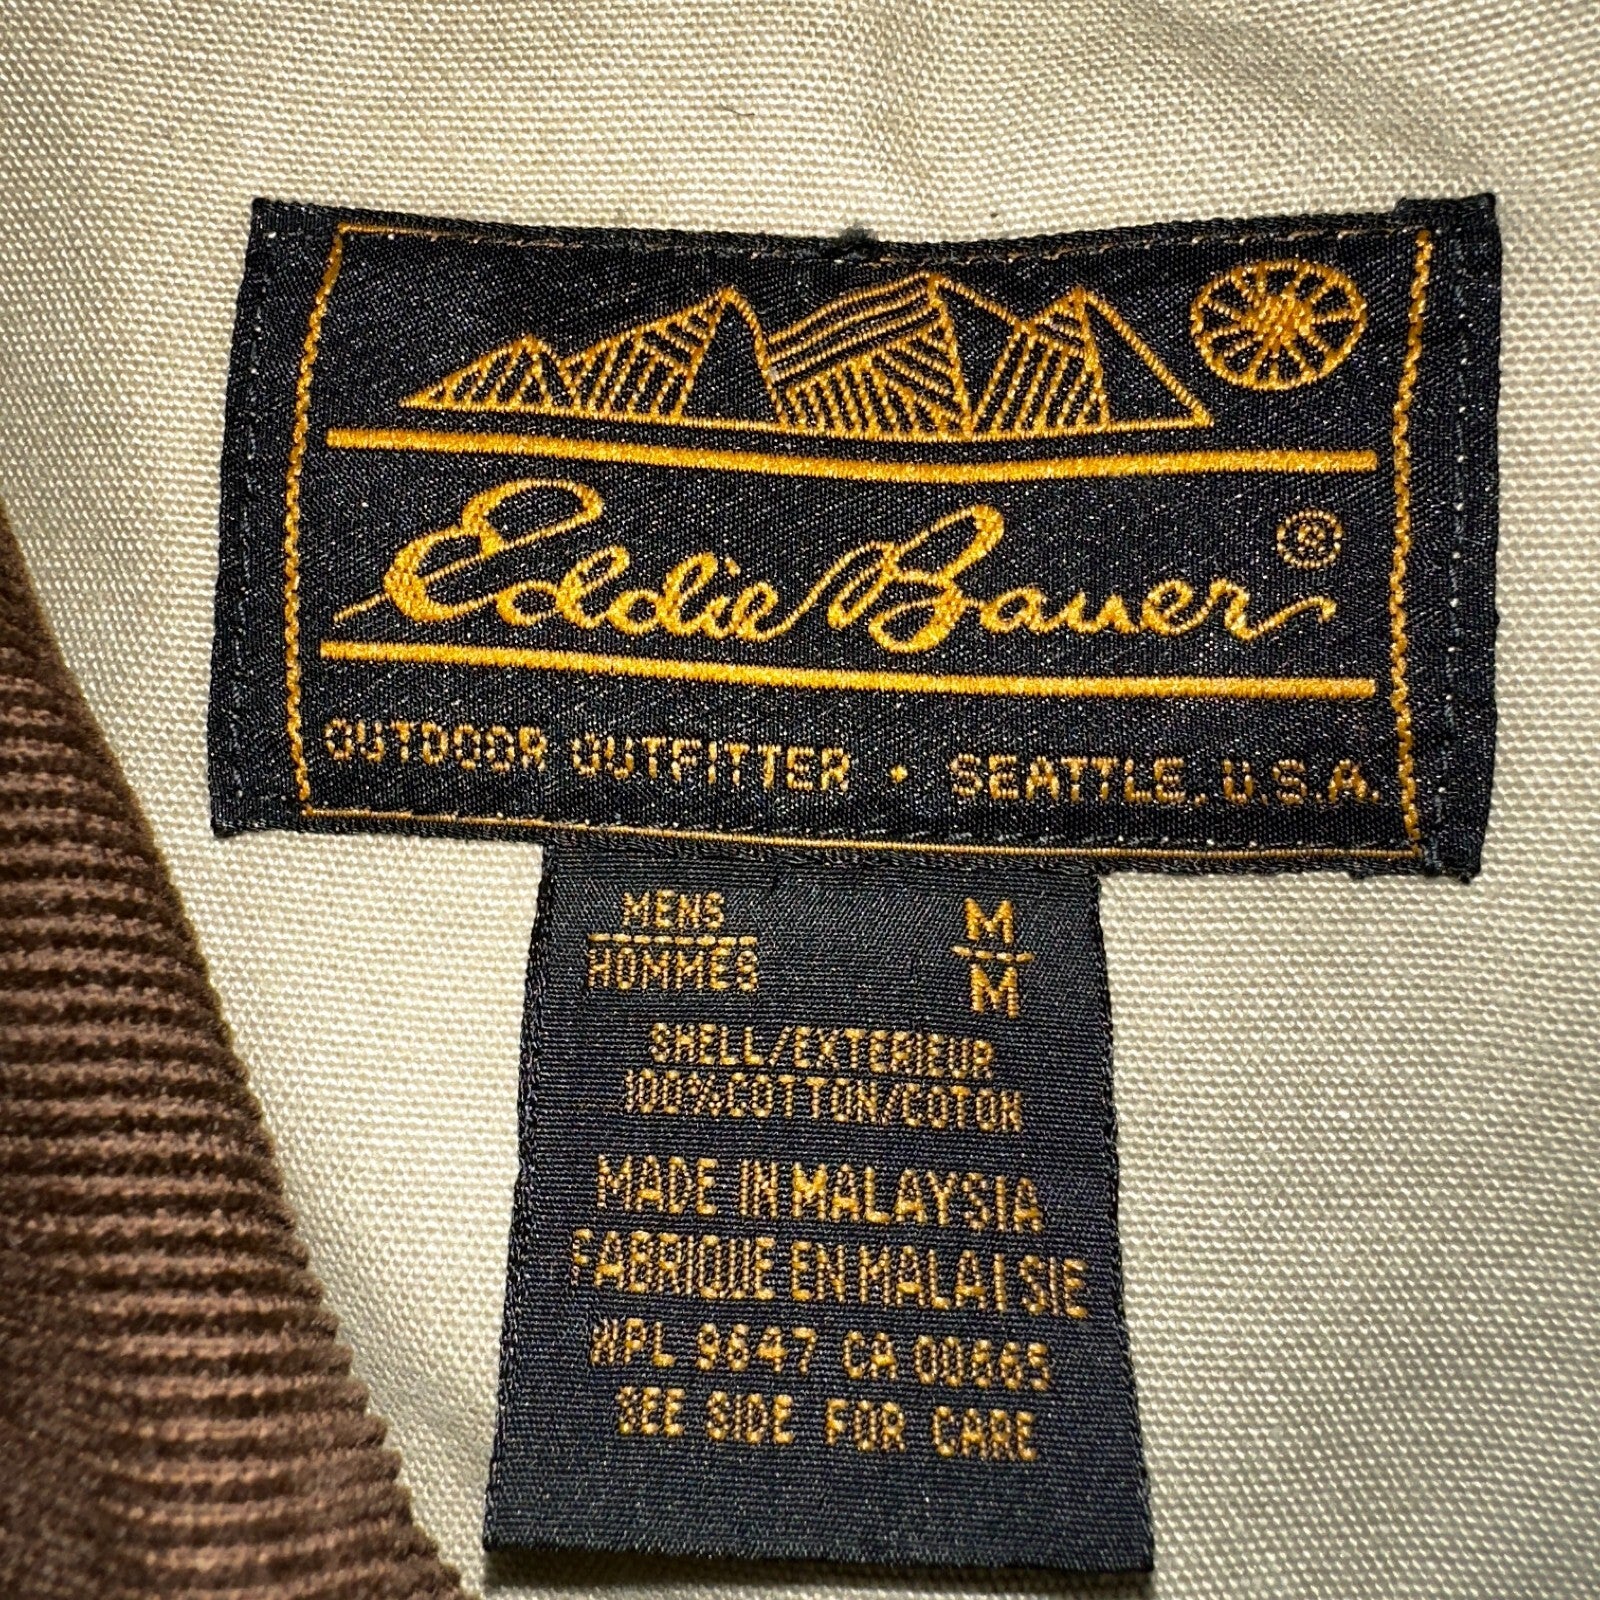 Eddie Bauer ®
OUTDOOR OUTFITTER · SEATTLE, U.S.A.
MENS M
HOMMES M
SHELL/EXTERIEUR
100% COTTON/COTON
MADE IN MALAYSIA
FABRIQUE EN MALAISIE
WPL 9647 CA 00665
SEE SIDE FOR CARE